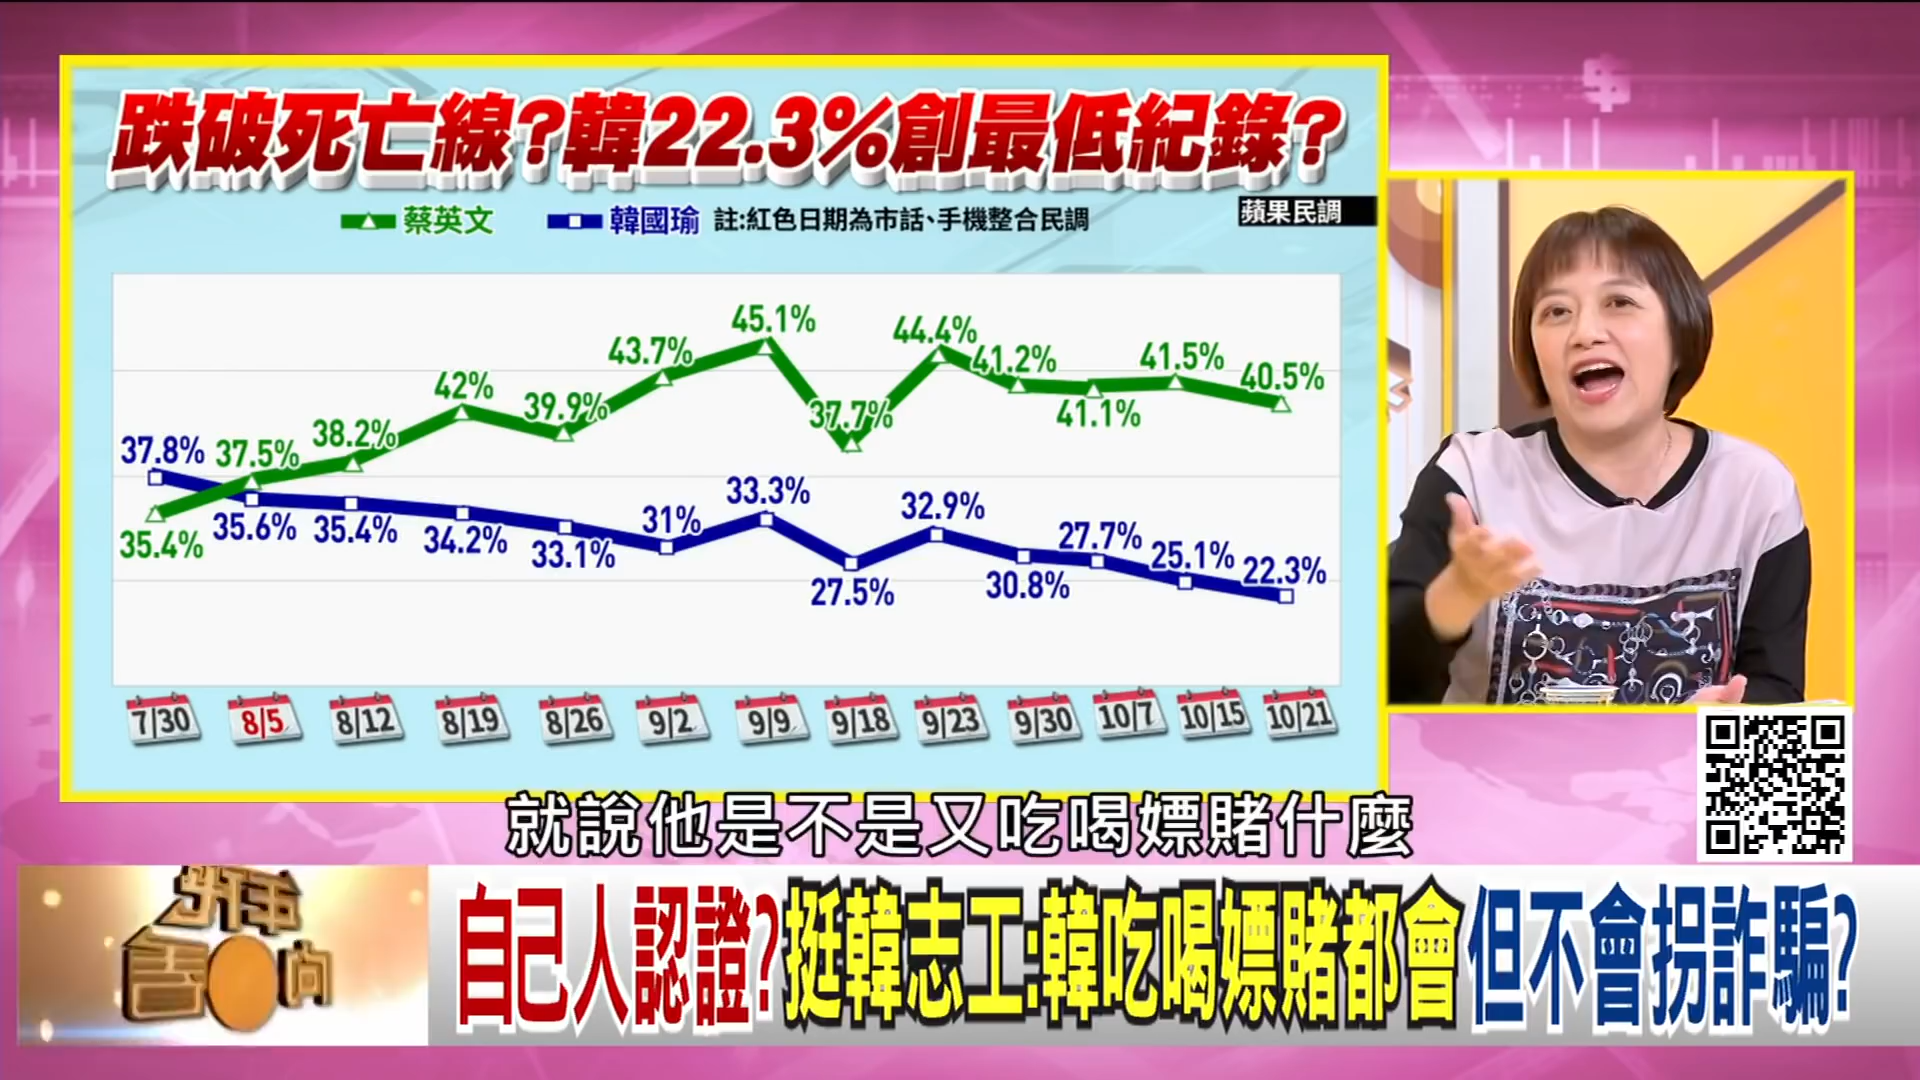 跌破死亡線?韓22.3%創最低紀錄?
蔡英文 韓國瑜 註:紅色日期為市話、手機整合民調
蘋果民調
37.8% 37.5% 38.2% 42% 39.9% 43.7% 45.1% 37.7% 44.4% 41.2% 41.1% 41.5% 40.5%
35.4% 35.6% 35.4% 34.2% 33.1% 31% 33.3% 27.5% 32.9% 30.8% 27.7% 25.1% 22.3%
7/30 8/5 8/12 8/19 8/26 9/2 9/9 9/18 9/23 9/30 10/7 10/15 10/21
就說他是不是又吃喝嫖賭什麼
自己人認證?挺韓志工:韓吃喝嫖賭都會但不會拐詐騙?